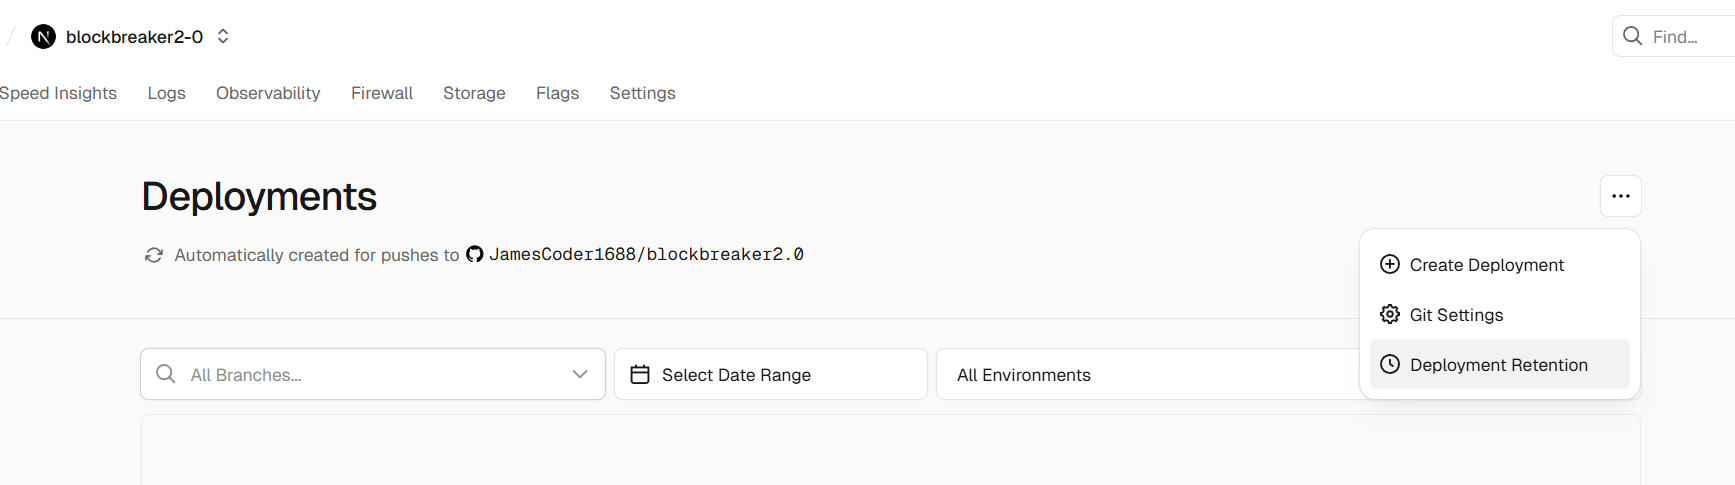 blockbreaker2-0
Find...
Speed Insights Logs Observability Firewall Storage Flags Settings
Deployments
Automatically created for pushes to JamesCoder1688/blockbreaker2.0
Create Deployment
Git Settings
Deployment Retention
All Branches...
Select Date Range
All Environments